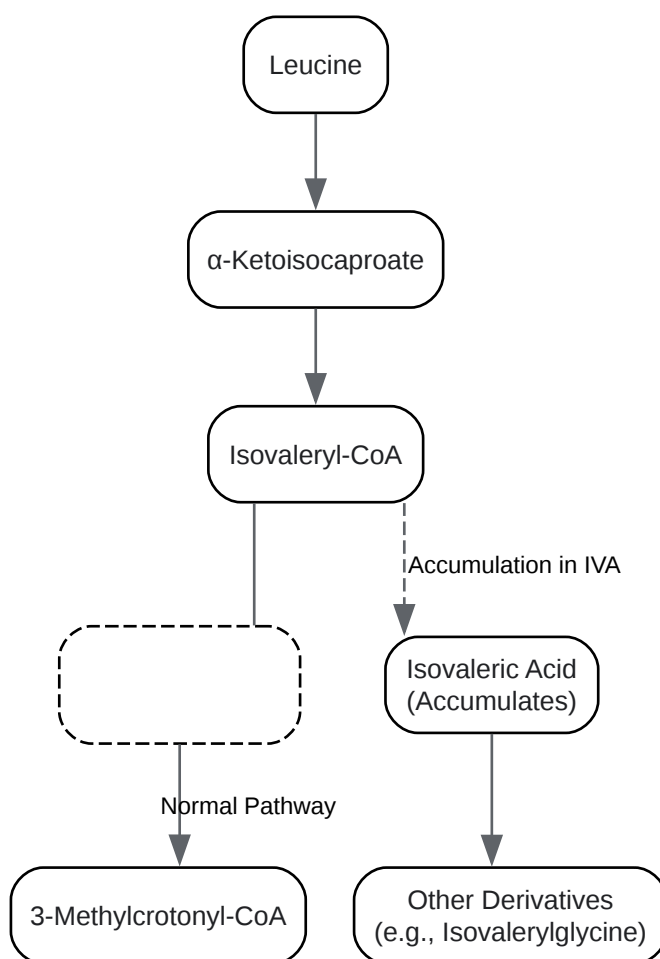 Leucine
α-Ketoisocaproate
Isovaleryl-CoA
Accumulation in IVA
Isovaleric Acid
(Accumulates)
Normal Pathway
3-Methylcrotonyl-CoA
Other Derivatives
(e.g., Isovalerylglycine)